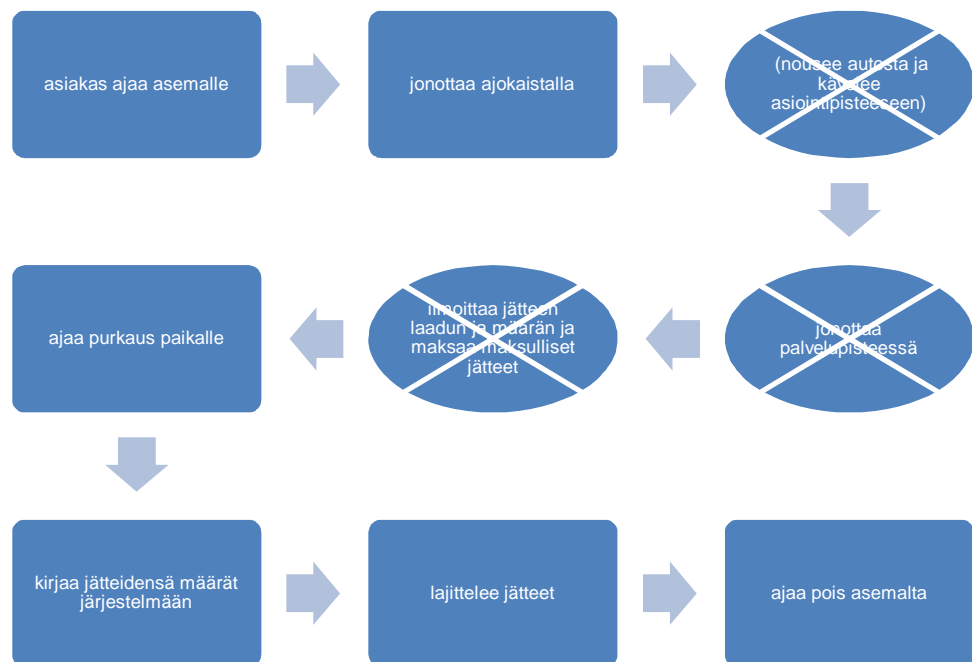 asiakas ajaa asemalle
jonottaa ajokaistalla
(nousee autosta ja
kävelee
asiointipisteeseen)
jonottaa
palvelupisteessä
ilmoittaa jätteen
laadun ja määrän ja
maksaa maksulliset
jätteet
ajaa purkaus paikalle
kirjaa jätteidensä määrät
järjestelmään
lajittelee jätteet
ajaa pois asemalta